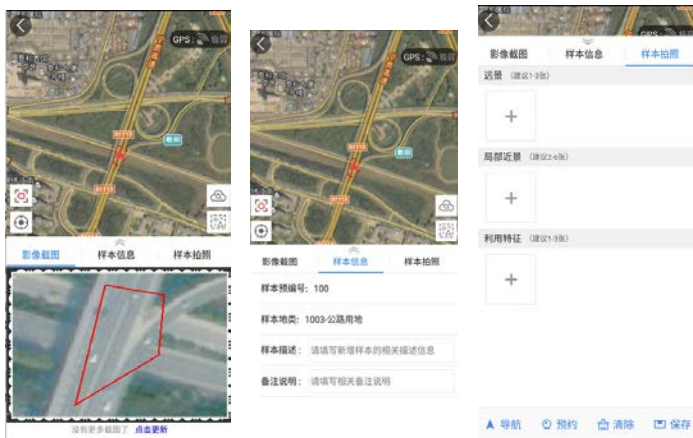 GPS:
G1113
G1113
影像截图 样本信息 样本拍照
没有更多截图了 点击更新
GPS:
G1113
影像截图 样本信息 样本拍照
样本预编号: 100
样本地类: 1003-公路用地
样本描述: 请填写新增样本的相关描述信息
备注说明: 请填写相关备注说明
影像截图 样本信息 样本拍照
远景 (建议1-3张)
局部近景 (建议2-6张)
利用特征 (建议1-3张)
导航 预约 清除 保存